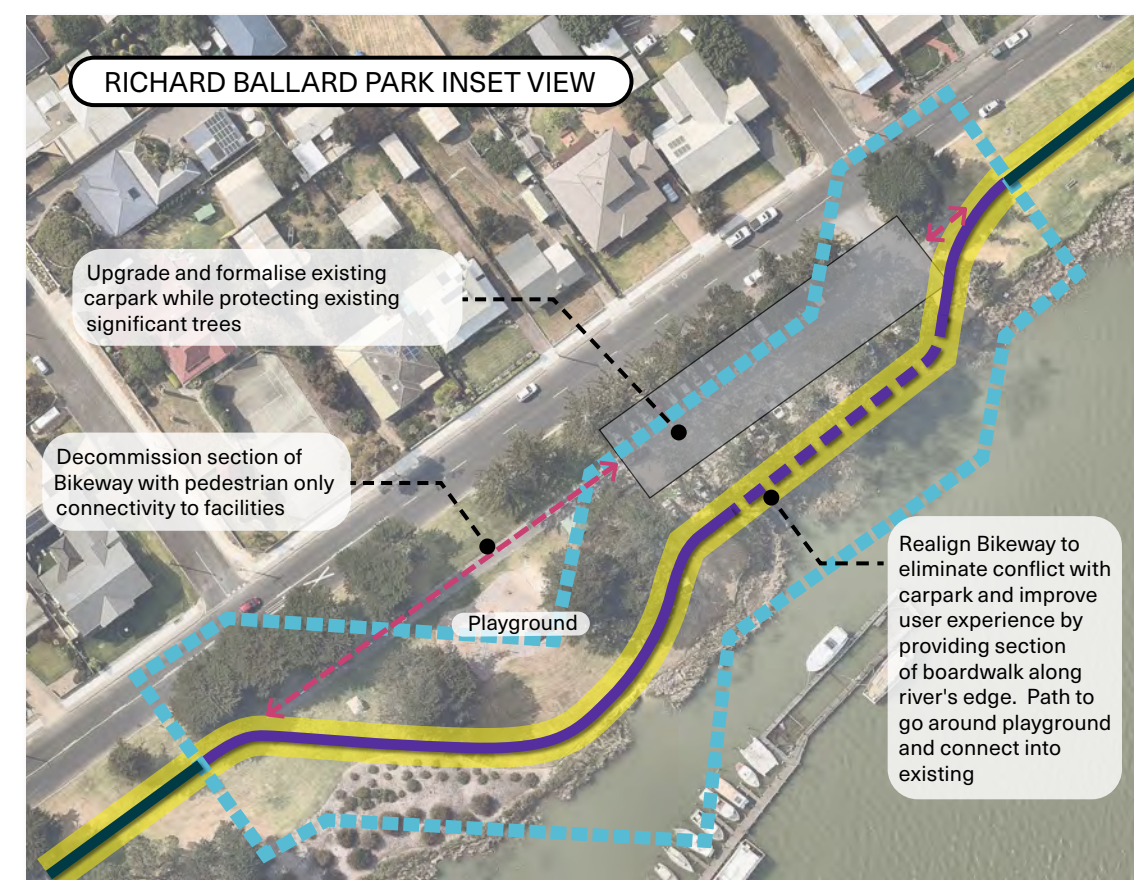 RICHARD BALLARD PARK INSET VIEW
Upgrade and formalise existing
carpark while protecting existing
significant trees
Decommission section of
Bikeway with pedestrian only
connectivity to facilities
Playground
Realign Bikeway to
eliminate conflict with
carpark and improve
user experience by
providing section
of boardwalk along
river's edge. Path to
go around playground
and connect into
existing